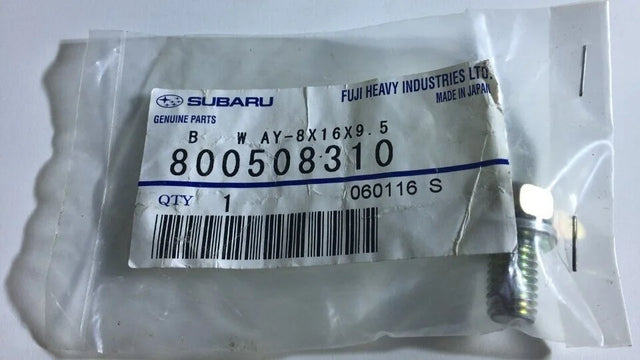 SUBARU
FUJI HEAVY INDUSTRIES LTD.
GENUINE PARTS
MADE IN JAPAN
B W AY-8X16X9.5
800508310
060116 S
QTY 1